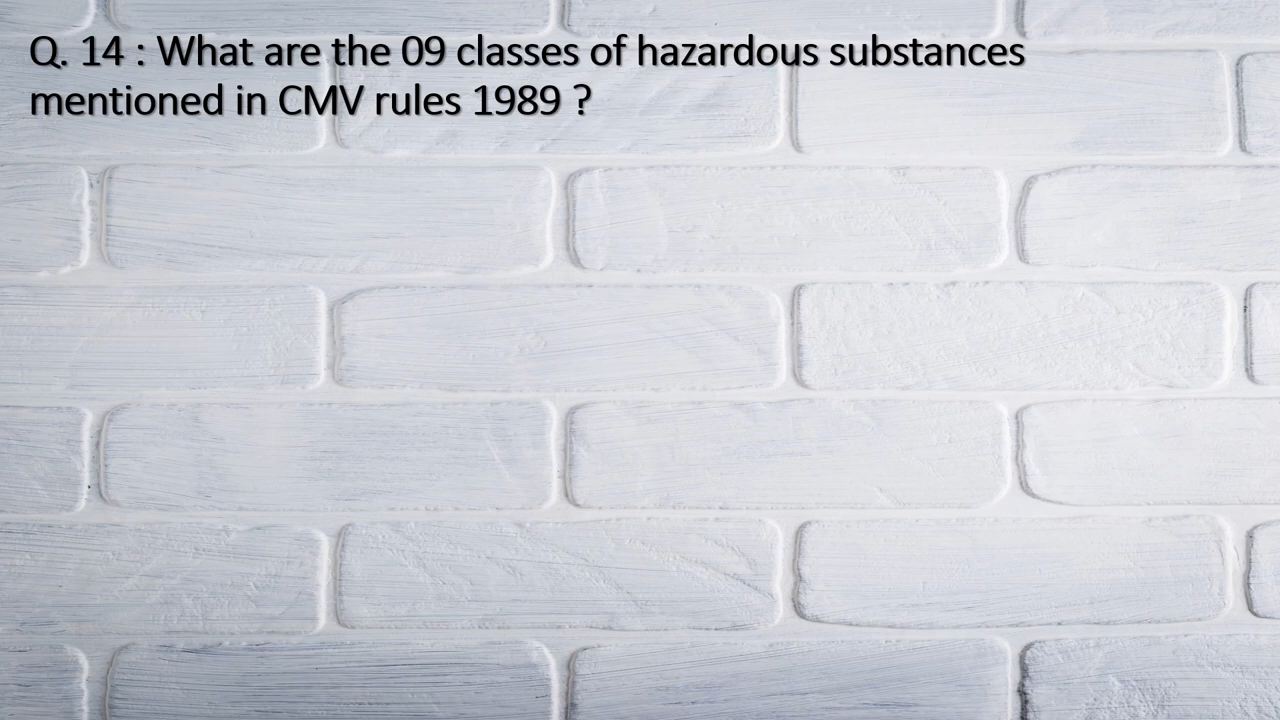 Q. 14 : What are the 09 classes of hazardous substances
mentioned in CMV rules 1989 ?